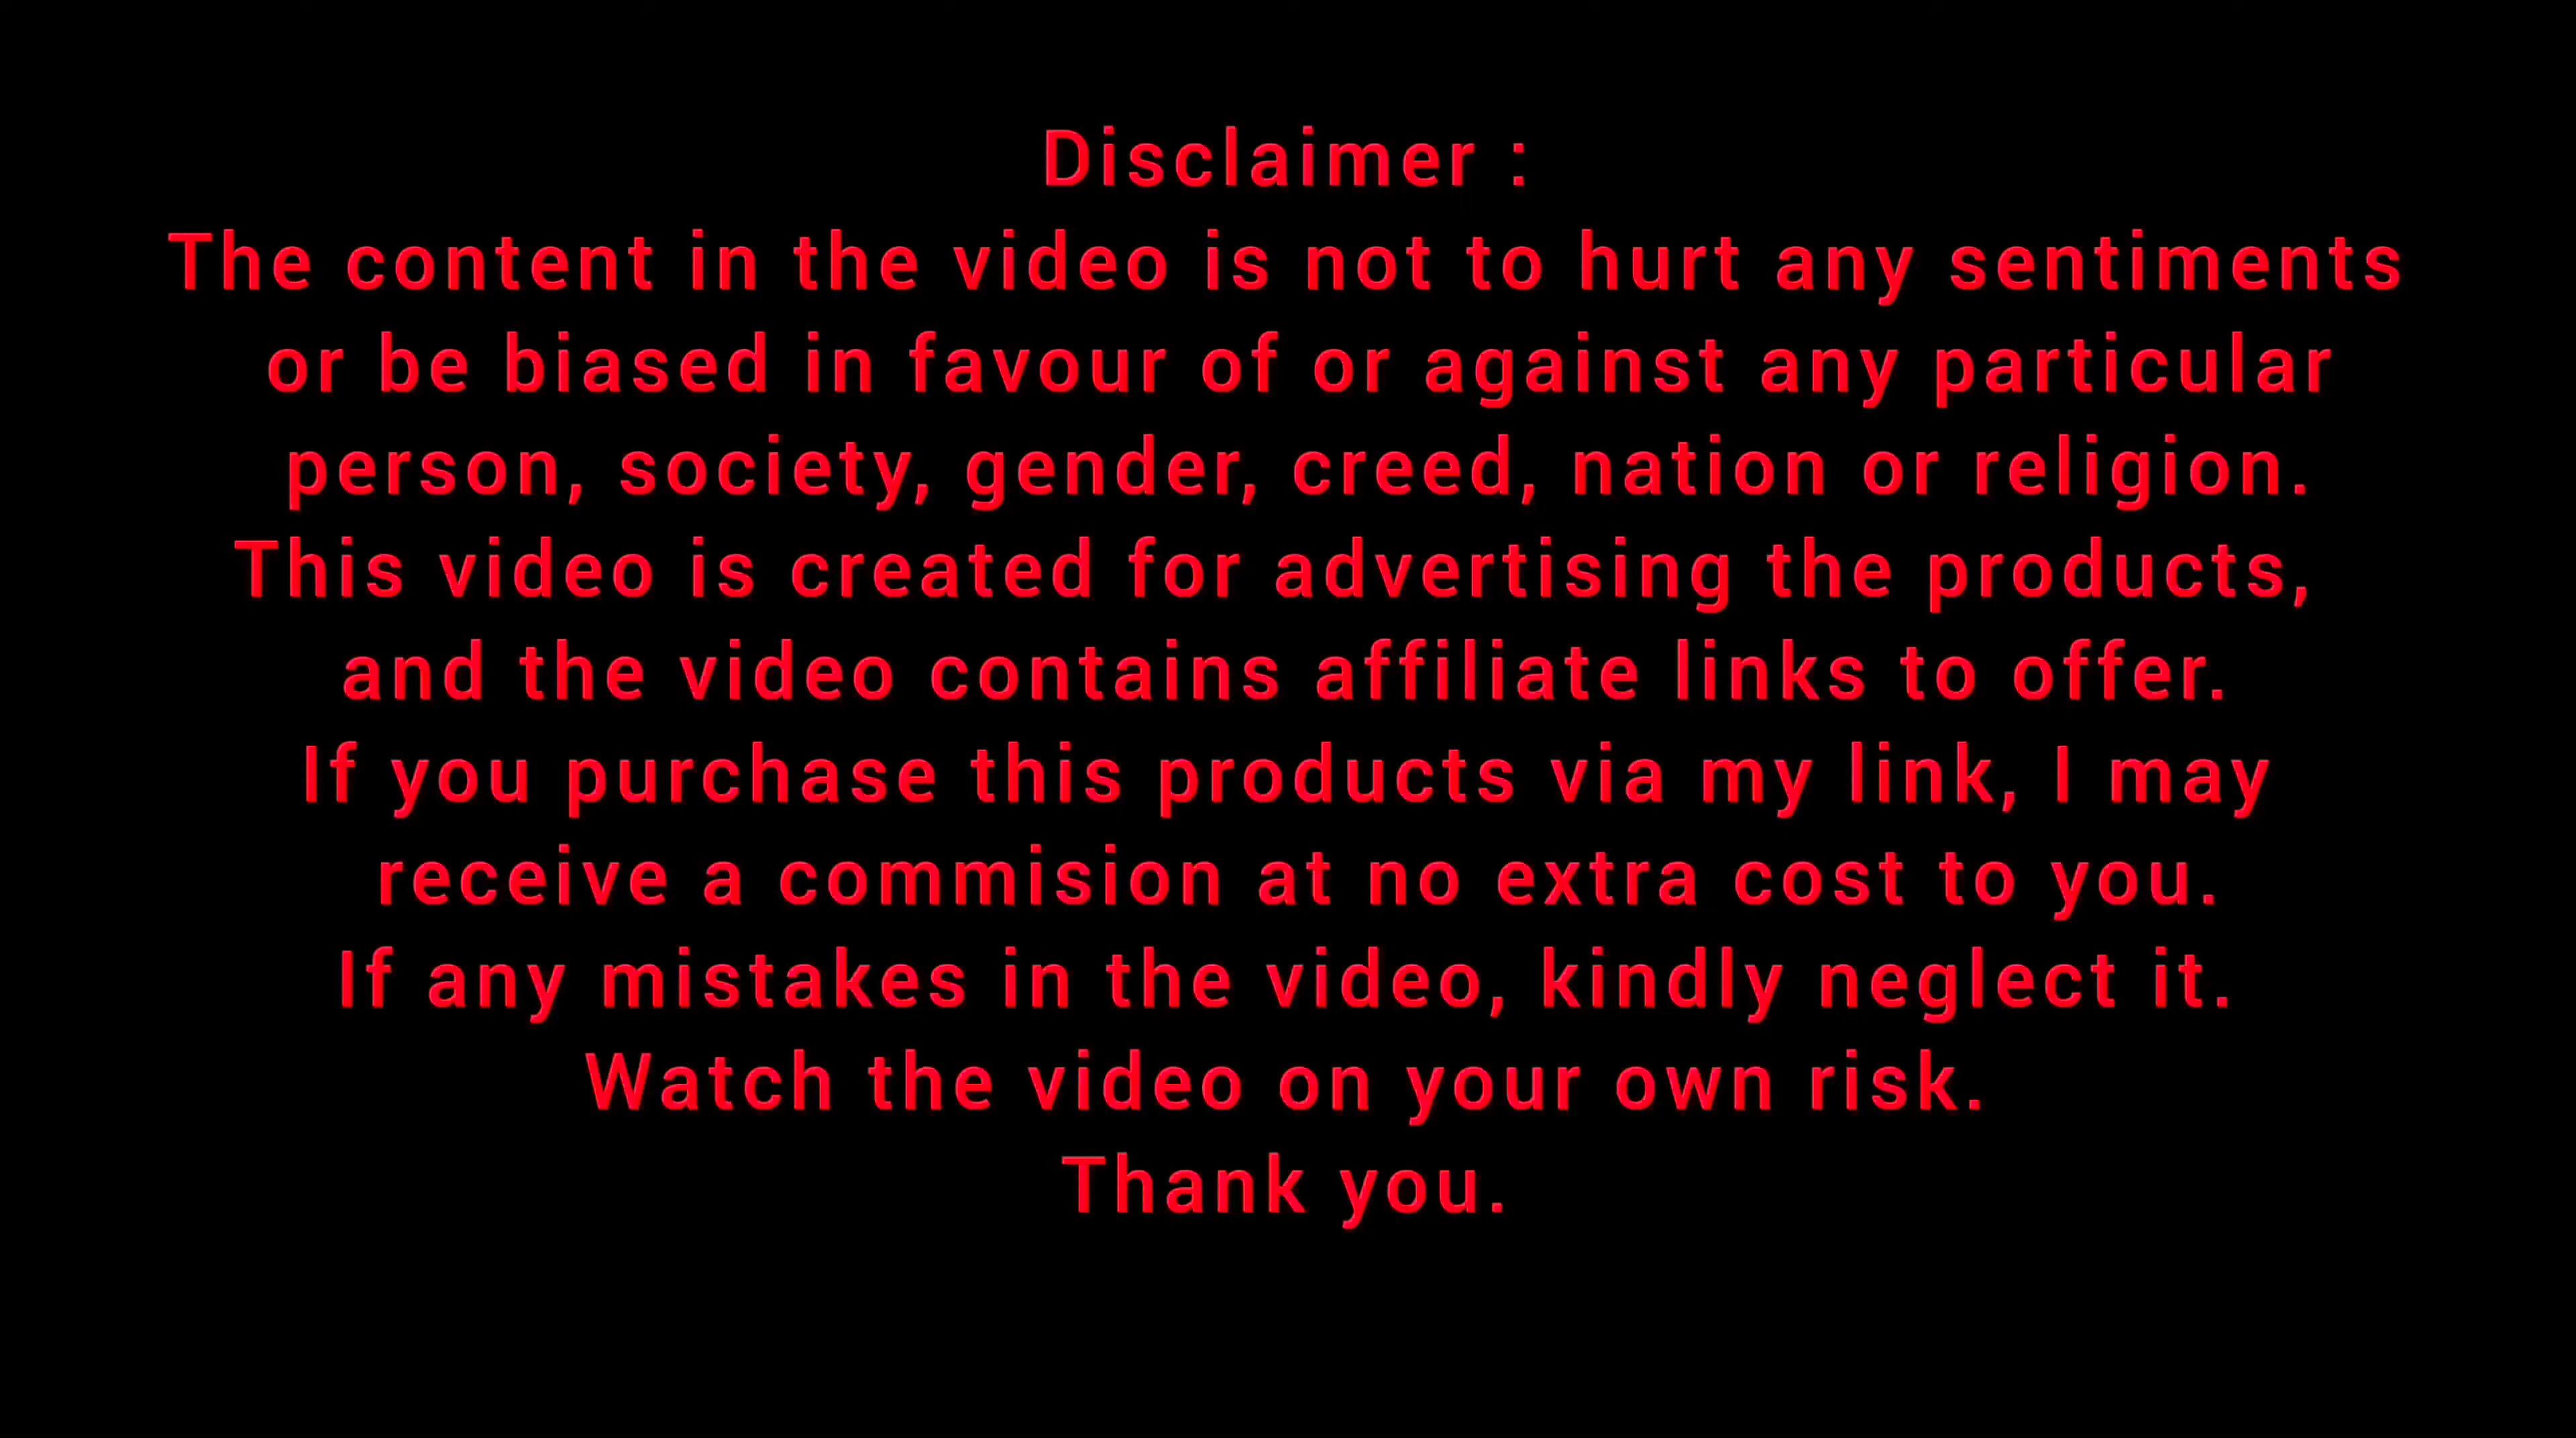 Disclaimer :
The content in the video is not to hurt any sentiments
or be biased in favour of or against any particular
person, society, gender, creed, nation or religion.
This video is created for advertising the products,
and the video contains affiliate links to offer.
If you purchase this products via my link, I may
receive a commision at no extra cost to you.
If any mistakes in the video, kindly neglect it.
Watch the video on your own risk.
Thank you.